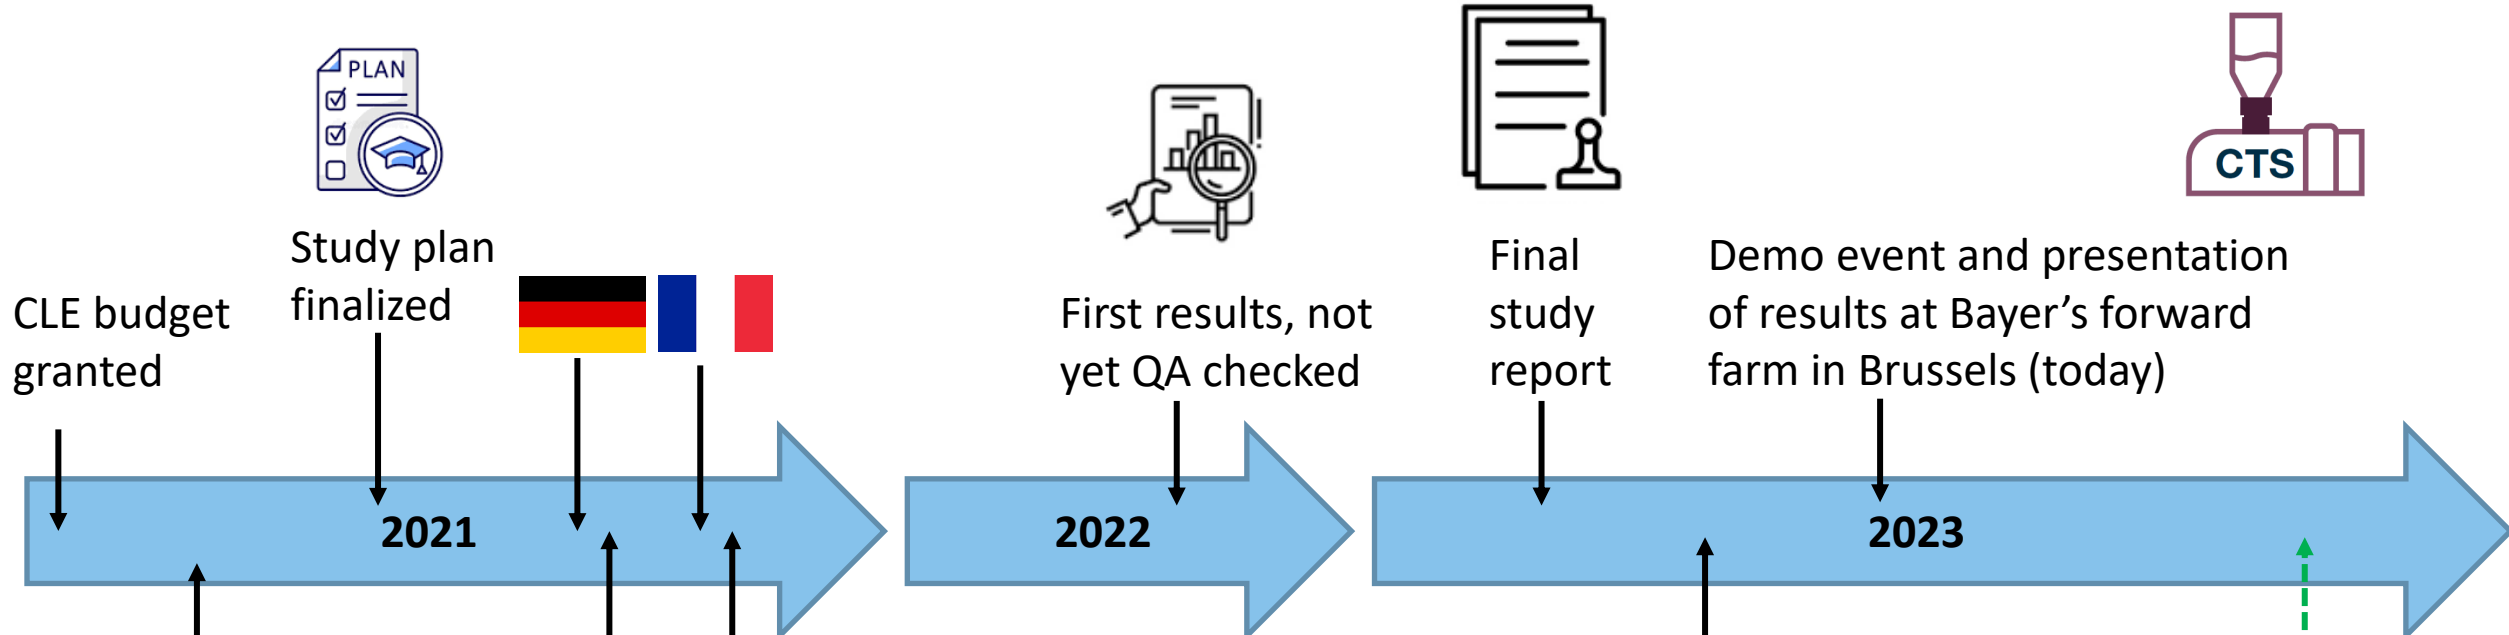 PLAN
Study plan
finalized
CLE budget
granted
First results, not
yet QA checked
Final
study
report
CTS
Demo event and presentation
of results at Bayer’s forward
farm in Brussels (today)
2021
2022
2023